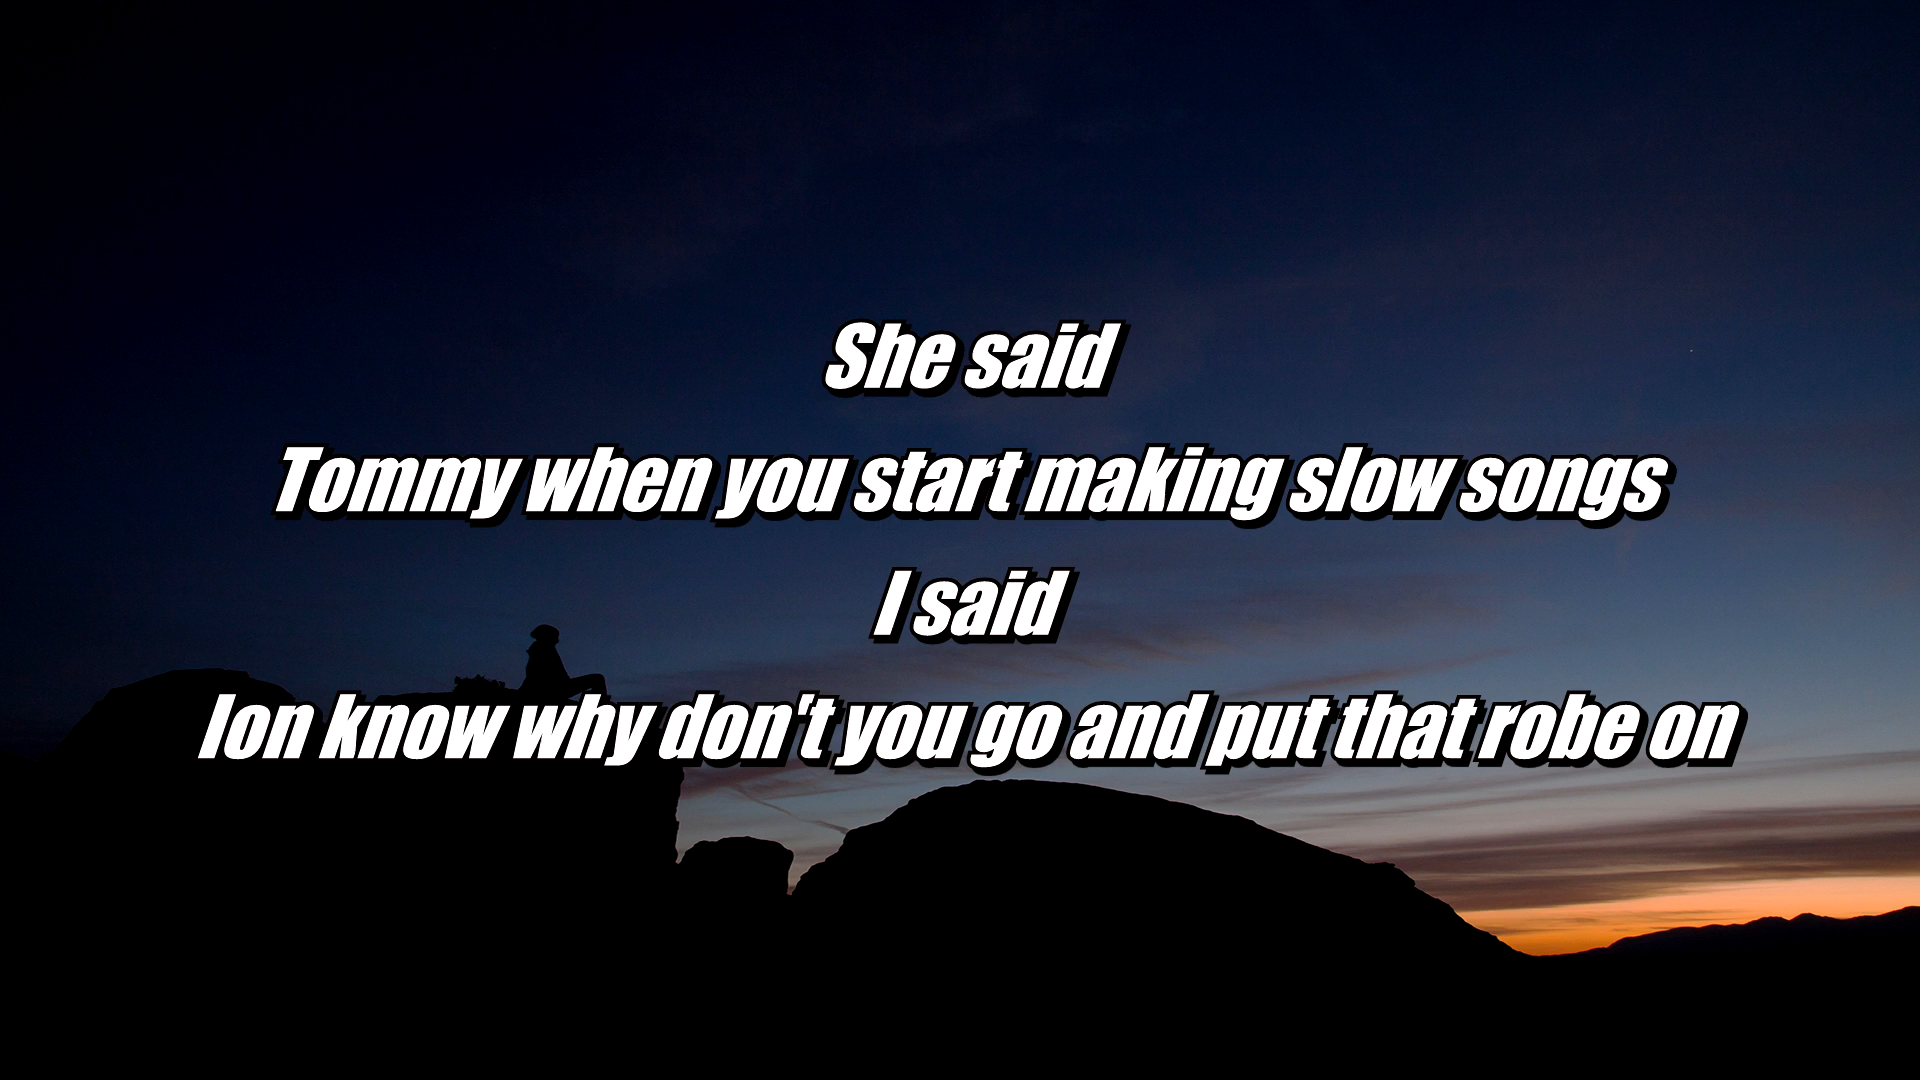 She said
Tommy when you start making slow songs
I said
Ion know why don't you go and put that robe on